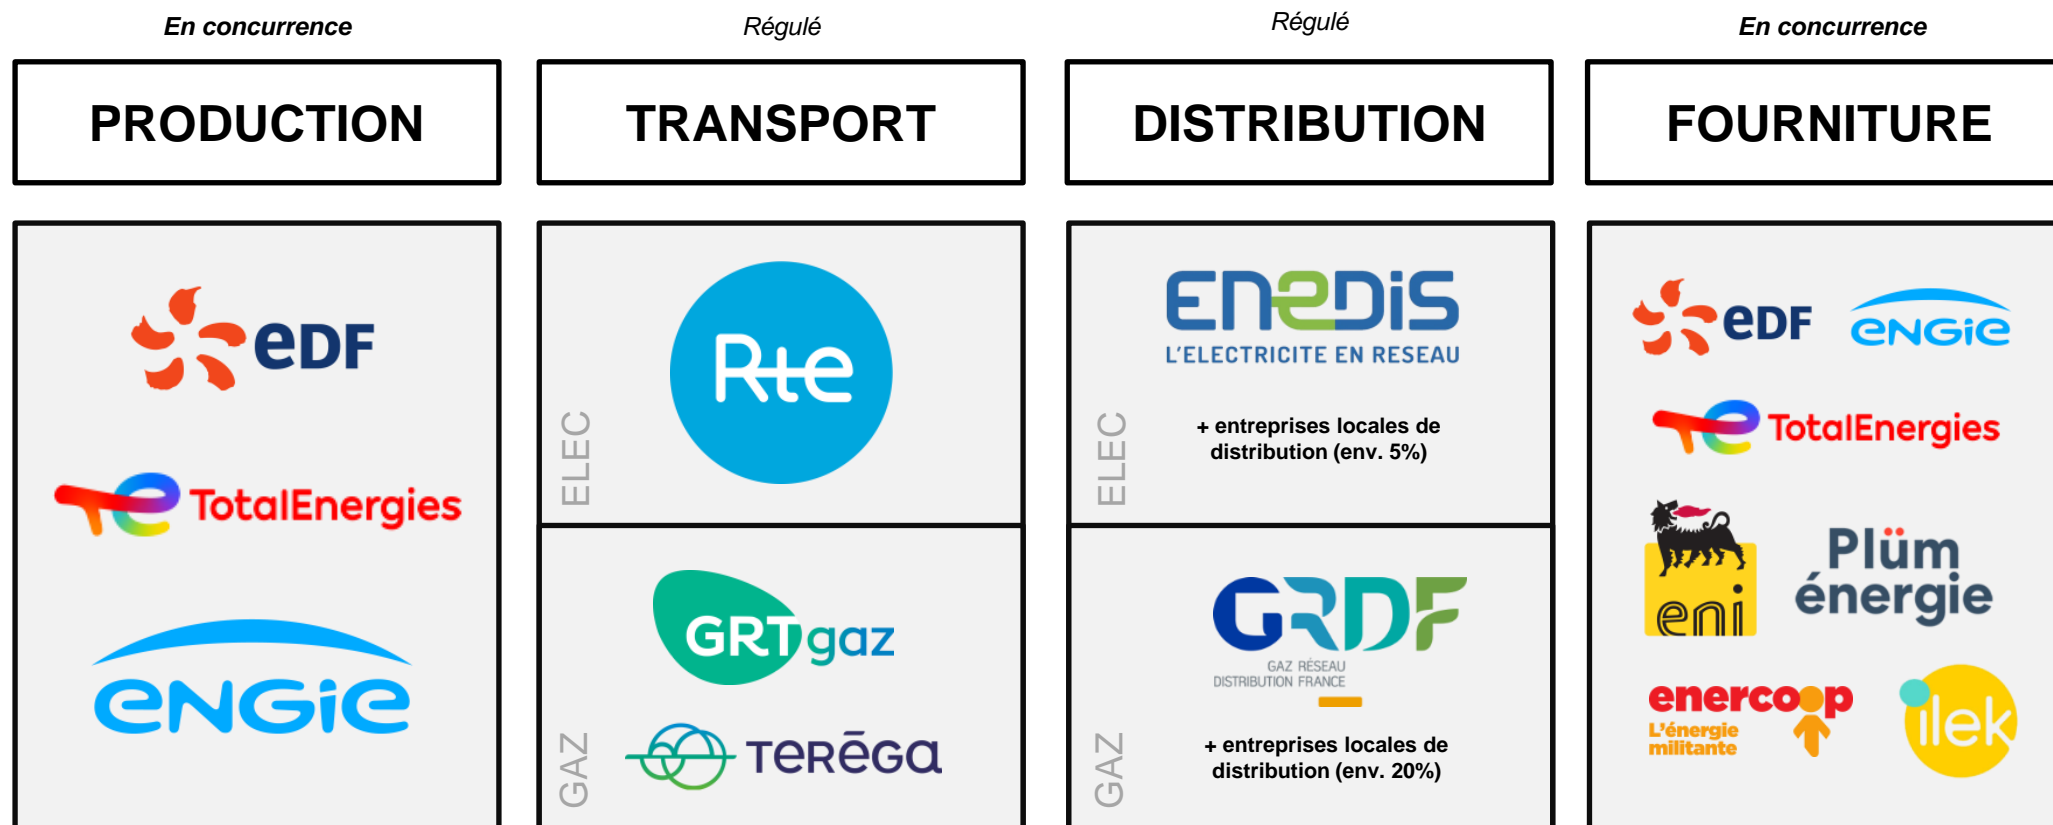 En concurrence
PRODUCTION
eDF
TotalEnergies
eNGie
Régulé
TRANSPORT
ELEC
Rte
GAZ
GRTgaz
TeRēGa
Régulé
DISTRIBUTION
ELEC
eNeDiS
L'ELECTRICITE EN RESEAU
+ entreprises locales de
distribution (env. 5%)
GAZ
GRDF
GAZ RÉSEAU
DISTRIBUTION FRANCE
+ entreprises locales de
distribution (env. 20%)
En concurrence
FOURNITURE
eDF eNGie
TotalEnergies
eni
Plüm
énergie
enercoop
L'énergie
militante
ilek